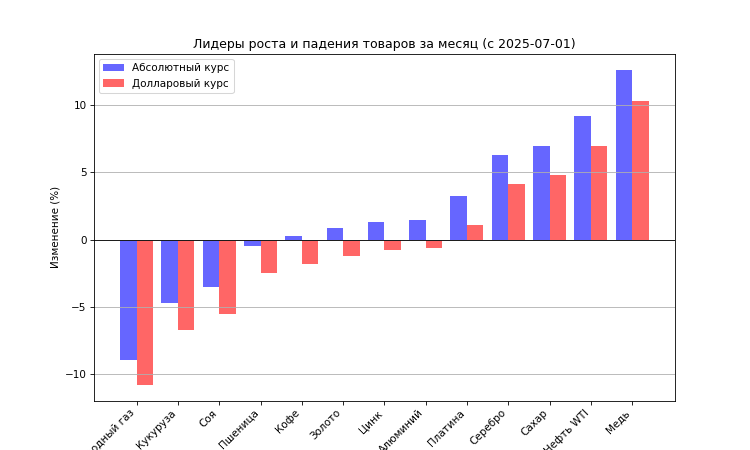 Лидеры роста и падения товаров за месяц (с 2025-07-01)
Абсолютный курс
Долларовый курс
Изменение (%)
10
5
0
−5
−10
газ
Кукуруза
Соя
Пшеница
Кофе
Золото
Цинк
Алюминий
Платина
Серебро
Сахар
Нефть WTI
Медь